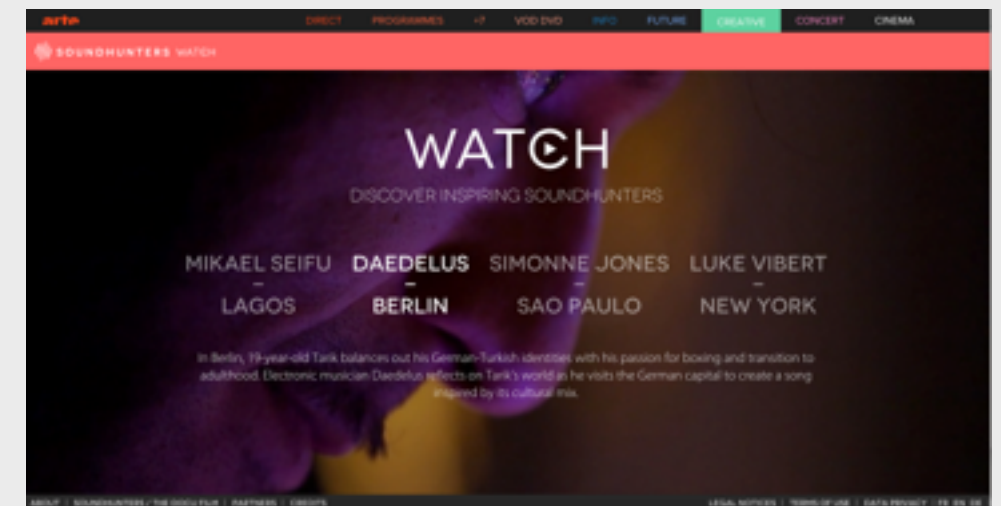 arte DIRECT PROGRAMMES +7 VOD DVD INFO FUTURE CREATIVE CONCERT CINEMA
SOUNDHUNTERS WATCH
WATCH
DISCOVER INSPIRING SOUNDHUNTERS
MIKAEL SEIFU DAEDELUS SIMONNE JONES LUKE VIBERT
– – – –
LAGOS BERLIN SAO PAULO NEW YORK
In Berlin, 19-year-old Tarik balances out his German-Turkish identities with his passion for boxing and transition to
adulthood. Electronic musician Daedelus reflects on Tarik's world as he visits the German capital to create a song
inspired by its cultural mix.
ABOUT | SOUNDHUNTERS / THE DOCU FILM | PARTNERS | CREDITS LEGAL NOTICES | TERMS OF USE | DATA PRIVACY | FR EN DE